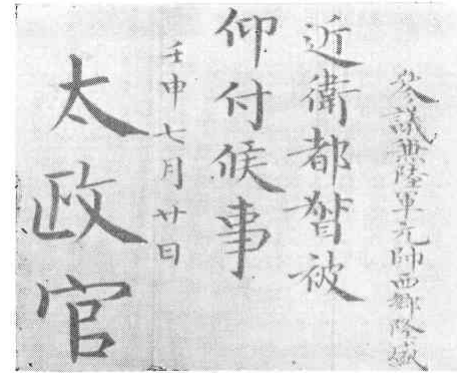 参議兼陸軍元帥西郷隆盛
近衛都督被
仰付候事
壬申七月廿日
太政官